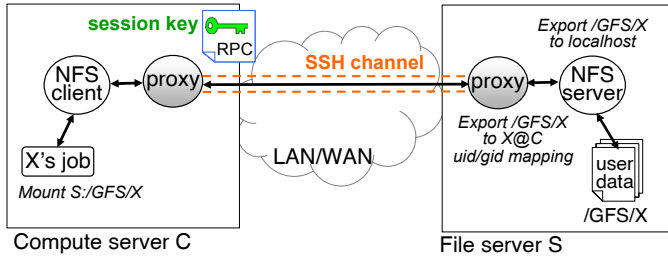 session key
RPC
NFS
client
proxy
X's job
Mount S:/GFS/X
Compute server C
SSH channel
LAN/WAN
Export /GFS/X
to localhost
proxy
NFS
server
Export /GFS/X
to X@C
uid/gid mapping
user
data
/GFS/X
File server S